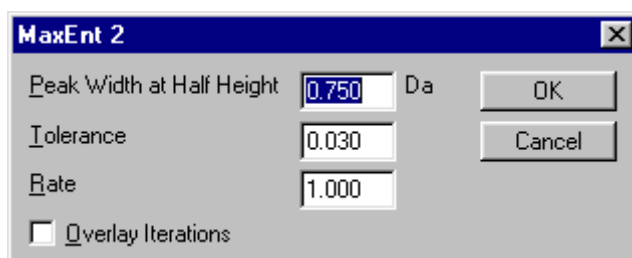 MaxEnt 2
Peak Width at Half Height 0.750 Da OK
Tolerance 0.030 Cancel
Rate 1.000
Overlay Iterations